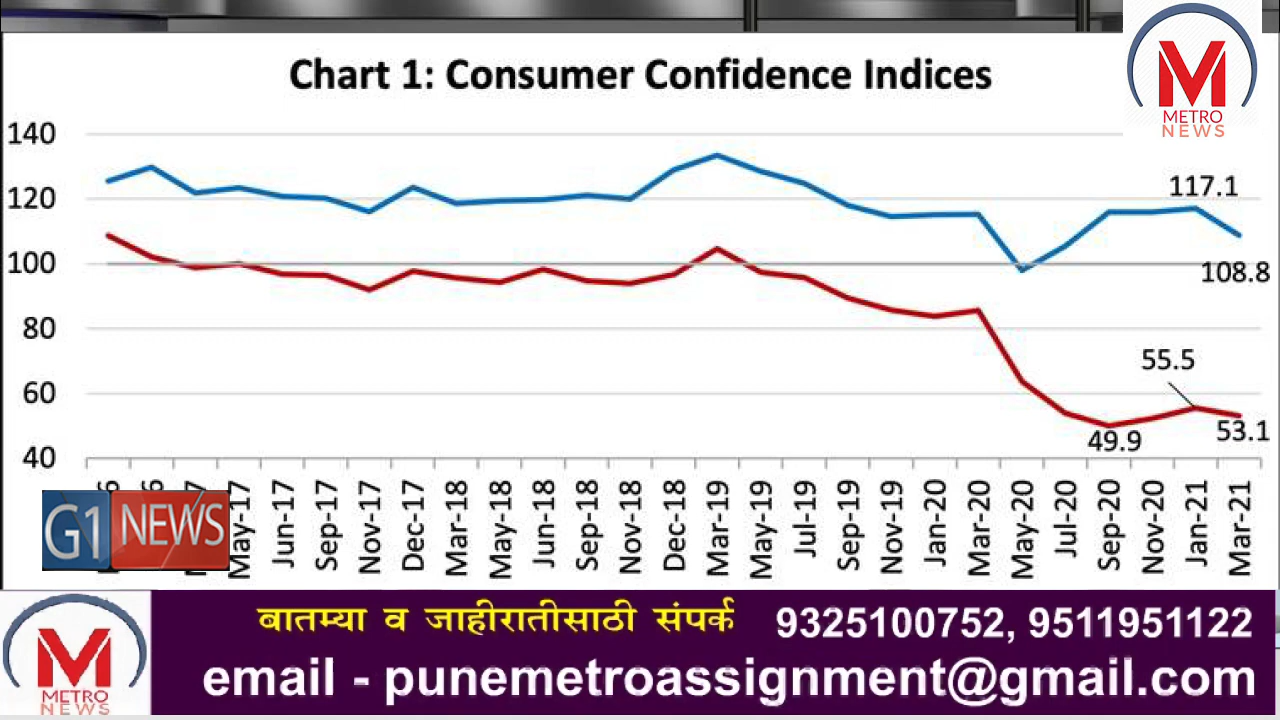 Chart 1: Consumer Confidence Indices
METRO
NEWS
140
120
100
80
60
40
117.1
108.8
55.5
49.9
53.1
May-17
Jun-17
Sep-17
Nov-17
Dec-17
Mar-18
May-18
Jun-18
Sep-18
Nov-18
Dec-18
Mar-19
May-19
Jul-19
Sep-19
Nov-19
Jan-20
Mar-20
May-20
Jul-20
Sep-20
Nov-20
Jan-21
Mar-21
G1 NEWS
बातम्या व जाहीरातीसाठी संपर्क 9325100752, 9511951122
email - punemetroassignment@gmail.com
METRO
NEWS